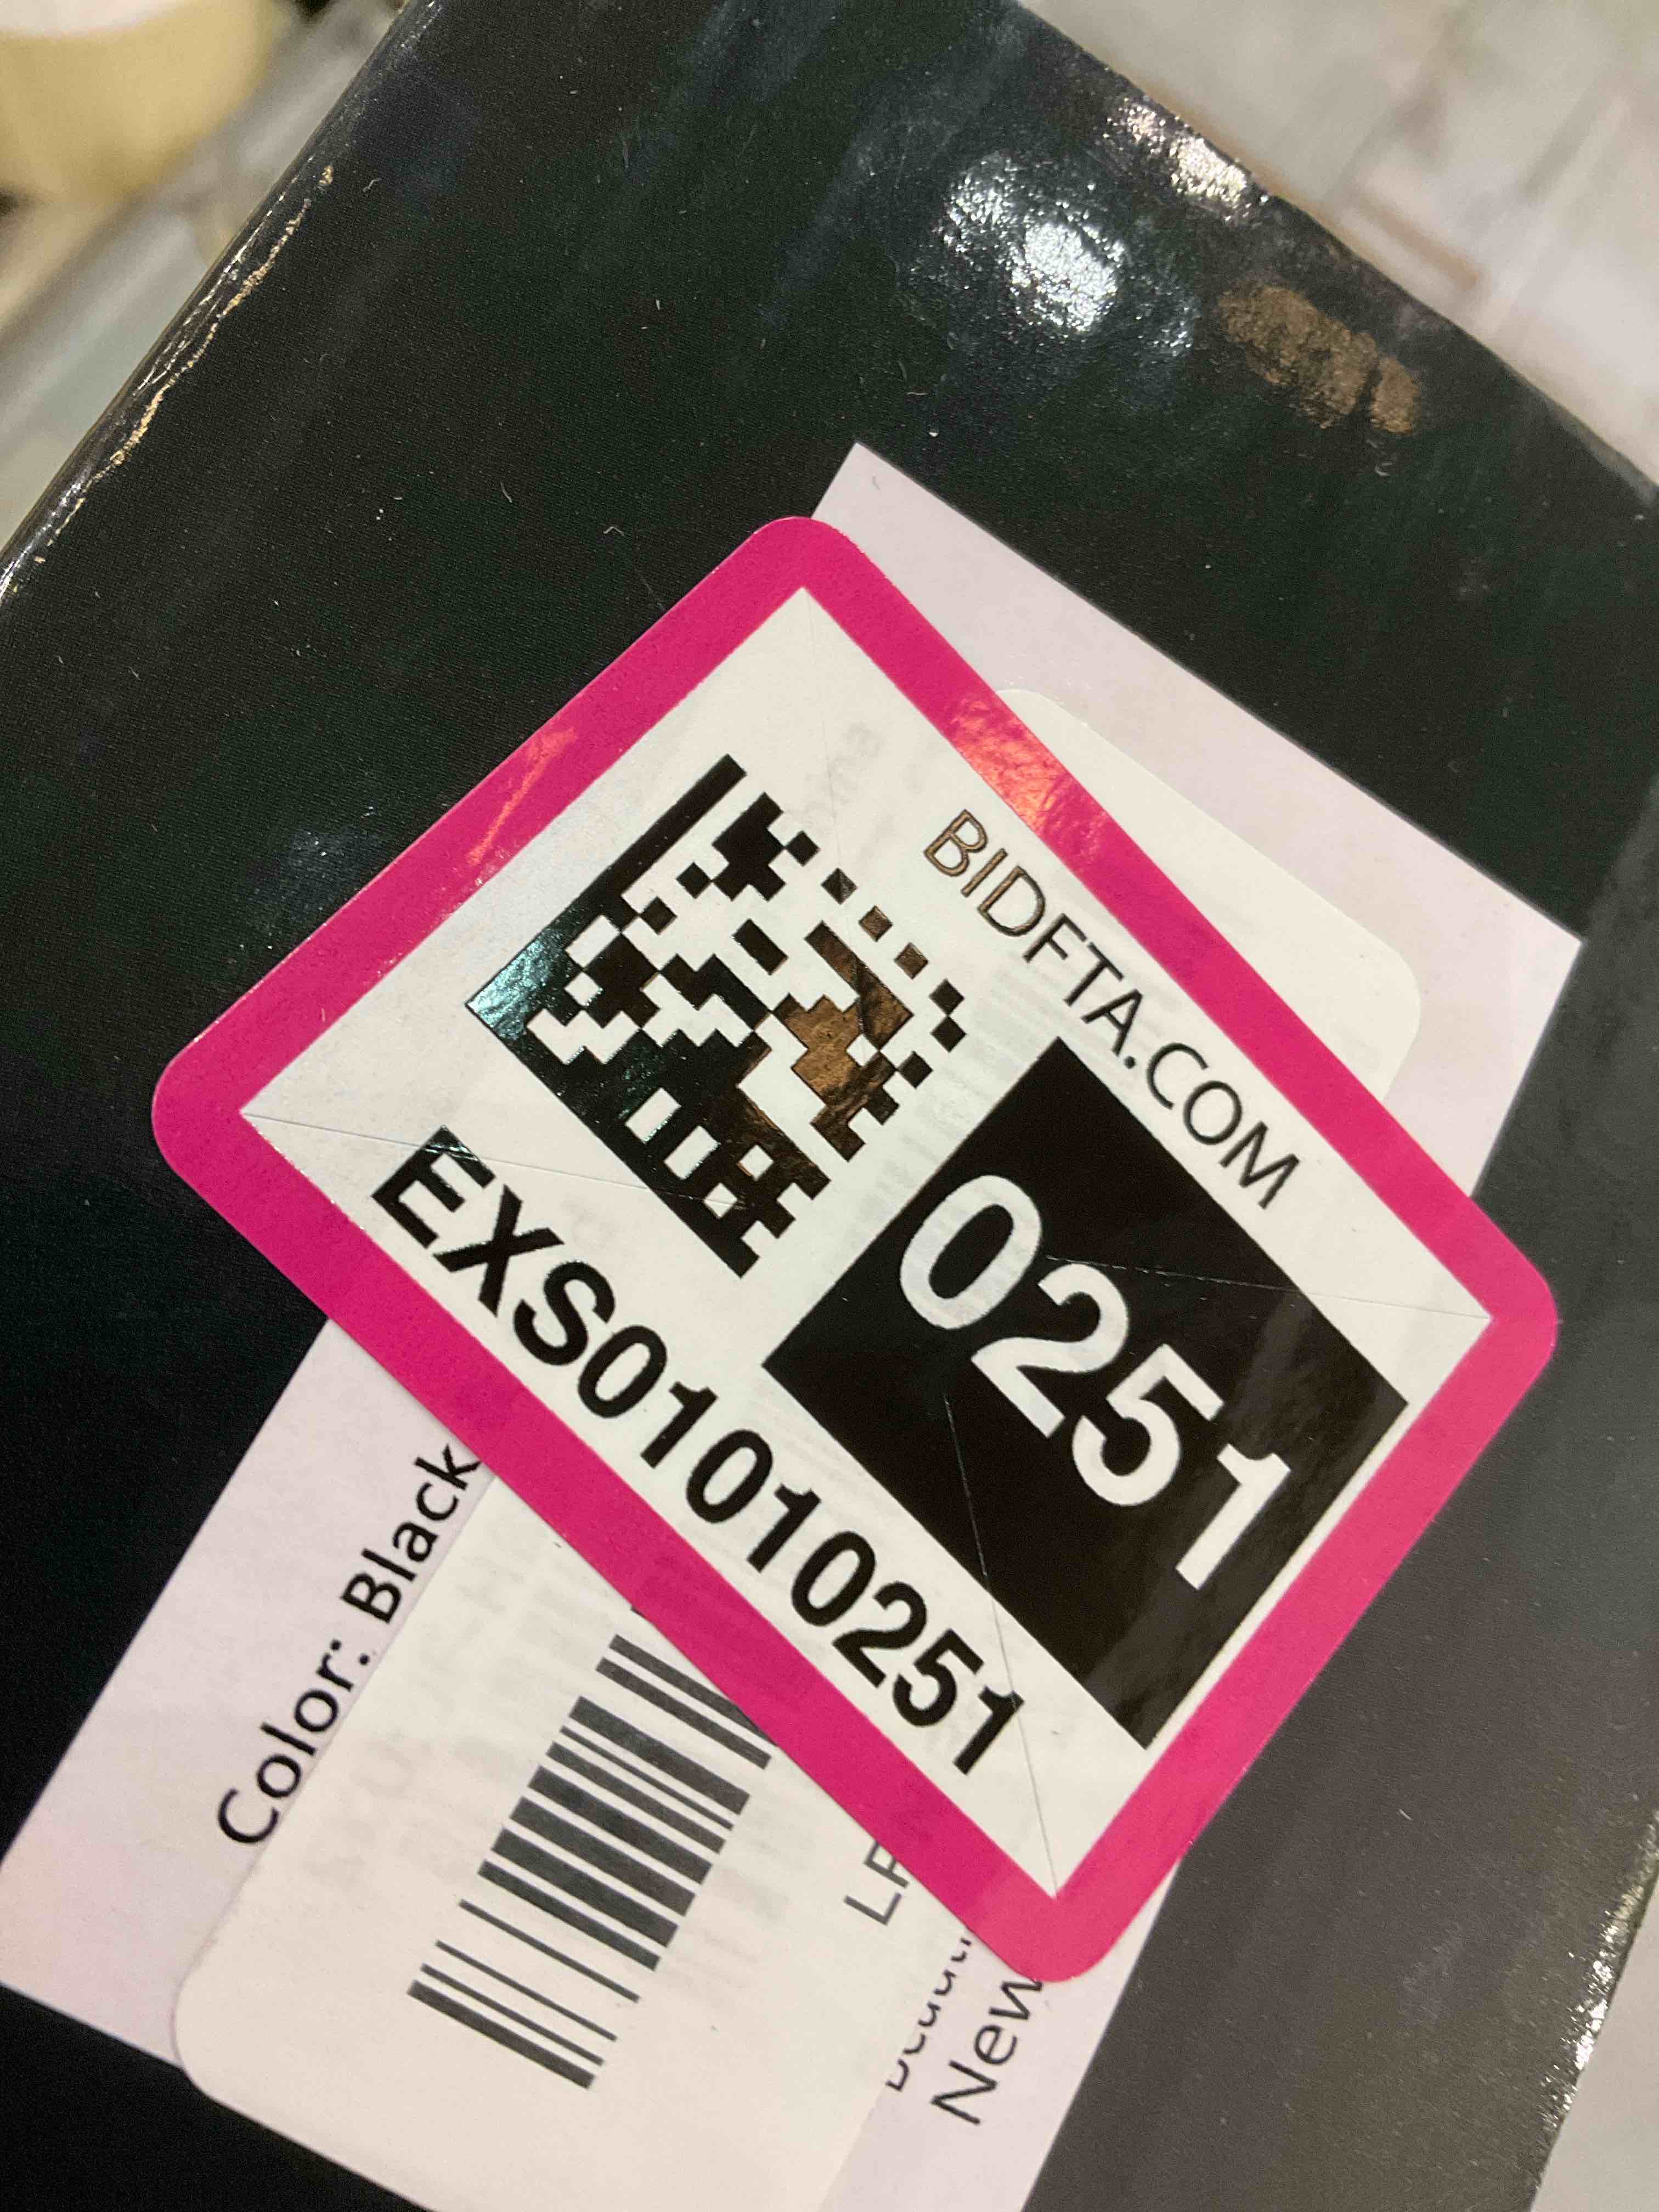 BIDFTA.COM
0251
EXS01010251
Color: Black
New